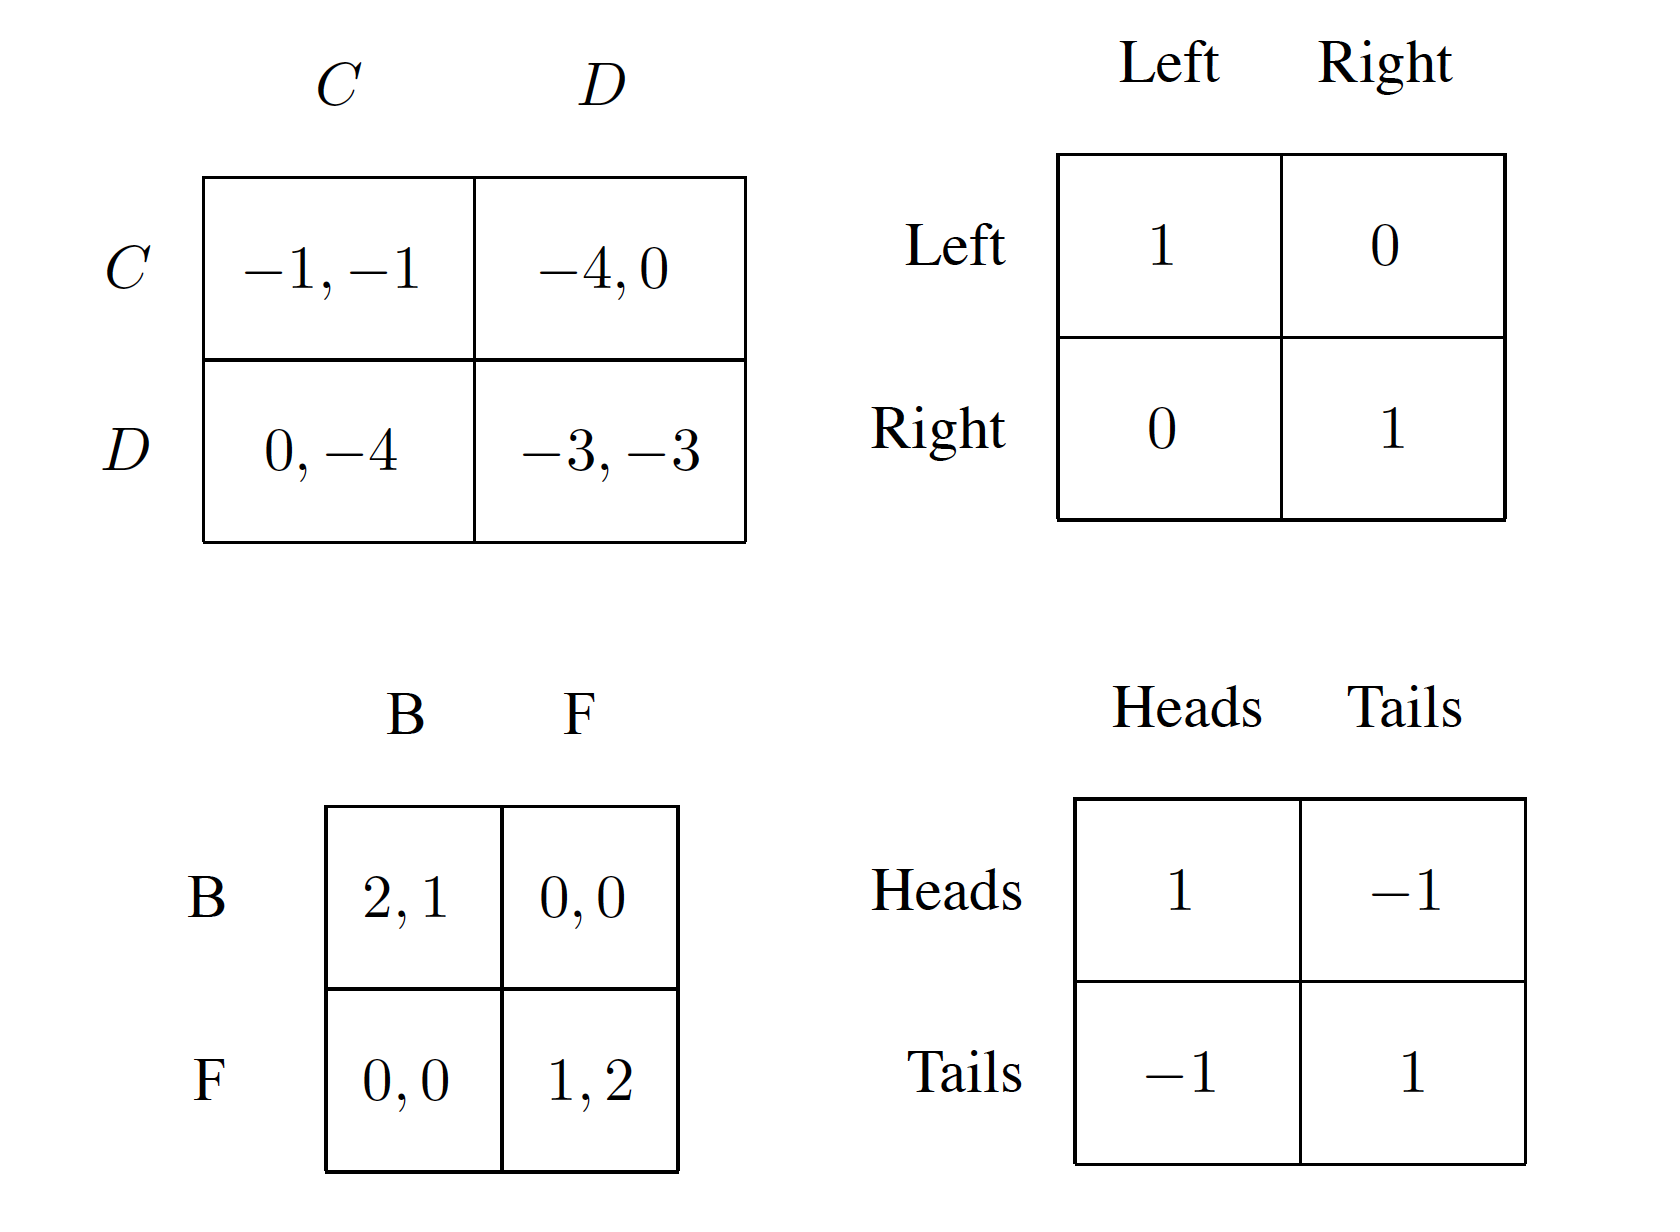 C D
C −1, −1 −4, 0
D 0, −4 −3, −3
Left Right
Left 1 0
Right 0 1
B F
B 2, 1 0, 0
F 0, 0 1, 2
Heads Tails
Heads 1 −1
Tails −1 1